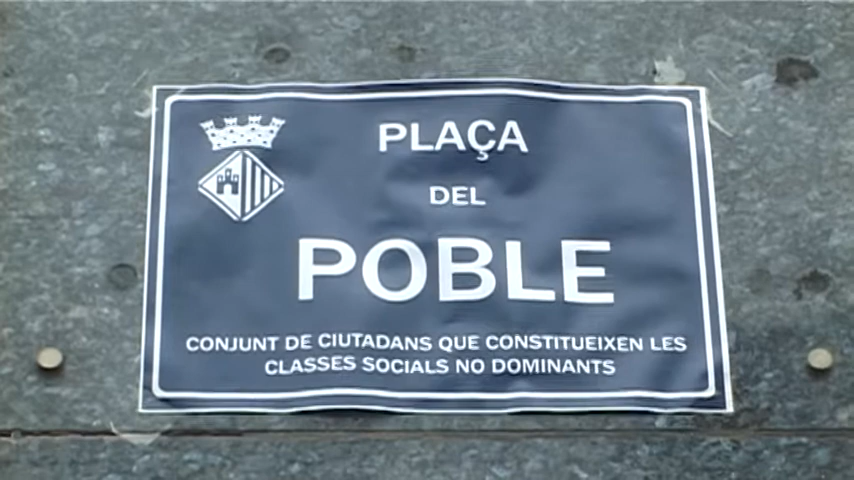 PLAÇA
DEL
POBLE
CONJUNT DE CIUTADANS QUE CONSTITUEIXEN LES
CLASSES SOCIALS NO DOMINANTS